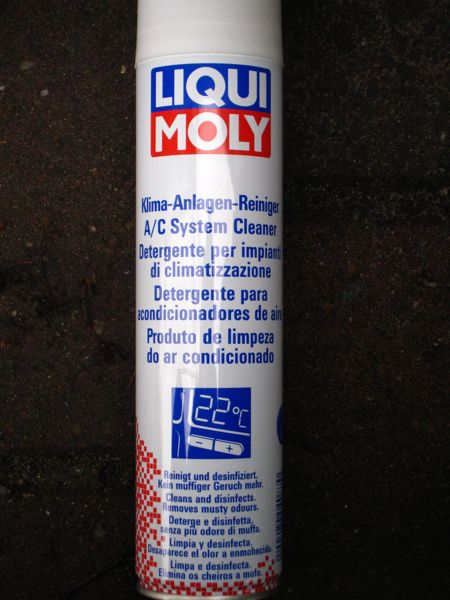 LIQUI
MOLY
Klima-Anlagen-Reiniger
A/C System Cleaner
Detergente per impianti
di climatizzazione
Detergente para
acondicionadores de aire
Produto de limpeza
do ar condicionado
22°C
- +
Reinigt und desinfiziert.
Kein muffiger Geruch mehr.
Cleans and disinfects.
Removes musty odours.
Deterge e disinfetta,
senza più odore di muffa.
Limpia y desinfecta.
Desaparece el olor a enmohecido.
Limpa e desinfecta.
Elimina os cheiros a mofo.